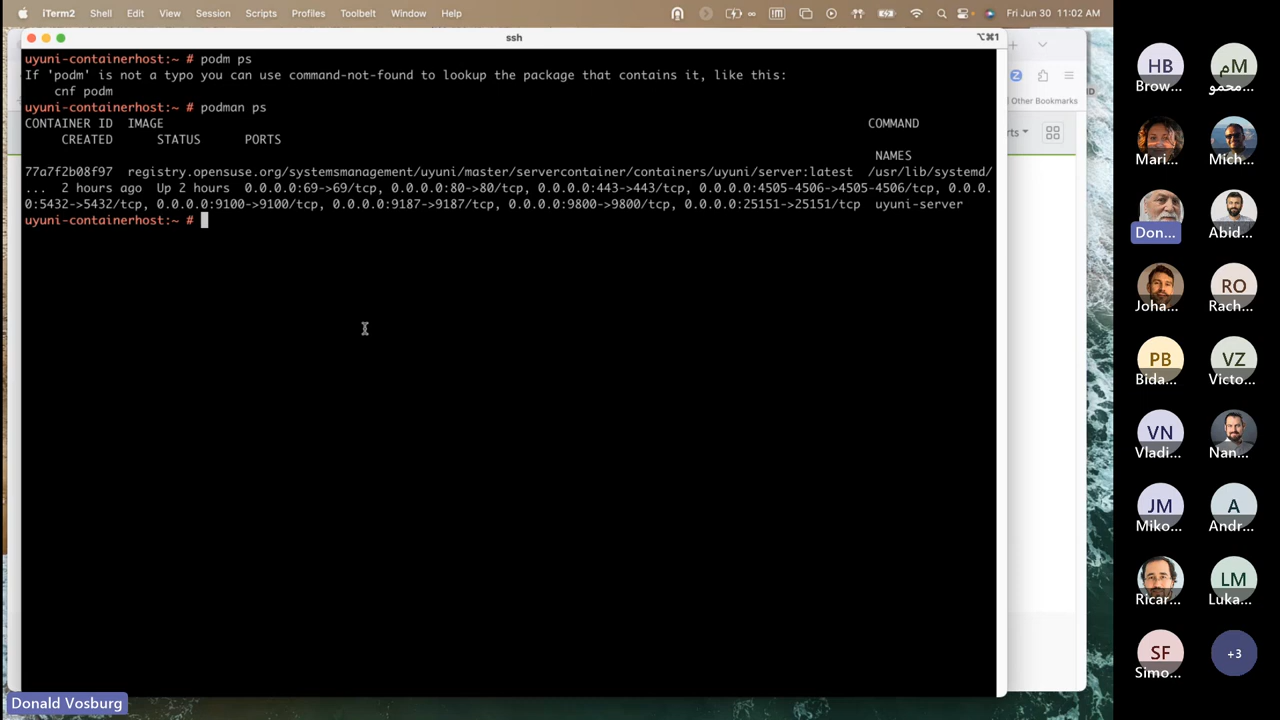 iTerm2 Shell Edit View Session Scripts Profiles Toolbelt Window Help
Fri Jun 30 11:02 AM
ssh
⌥⌘1
uyuni-containerhost:~ # podm ps
If 'podm' is not a typo you can use command-not-found to lookup the package that contains it, like this:
cnf podm
uyuni-containerhost:~ # podman ps
CONTAINER ID IMAGE COMMAND
CREATED STATUS PORTS
NAMES
77a7f2b08f97 registry.opensuse.org/systemsmanagement/uyuni/master/servercontainer/containers/uyuni/server:latest /usr/lib/systemd/
... 2 hours ago Up 2 hours 0.0.0.0:69->69/tcp, 0.0.0.0:80->80/tcp, 0.0.0.0:443->443/tcp, 0.0.0.0:4505-4506->4505-4506/tcp, 0.0.0.
0:5432->5432/tcp, 0.0.0.0:9100->9100/tcp, 0.0.0.0:9187->9187/tcp, 0.0.0.0:9800->9800/tcp, 0.0.0.0:25151->25151/tcp uyuni-server
uyuni-containerhost:~ #
Z
Other Bookmarks
HB
Brow...
مM
محمو...
Mari...
Mich...
Don...
Abid...
Joha...
RO
Rach...
PB
Bida...
VZ
Victo...
VN
Vladi...
Nan...
JM
Miko...
A
Andr...
Ricar...
LM
Luka...
SF
Simo...
+3
Donald Vosburg